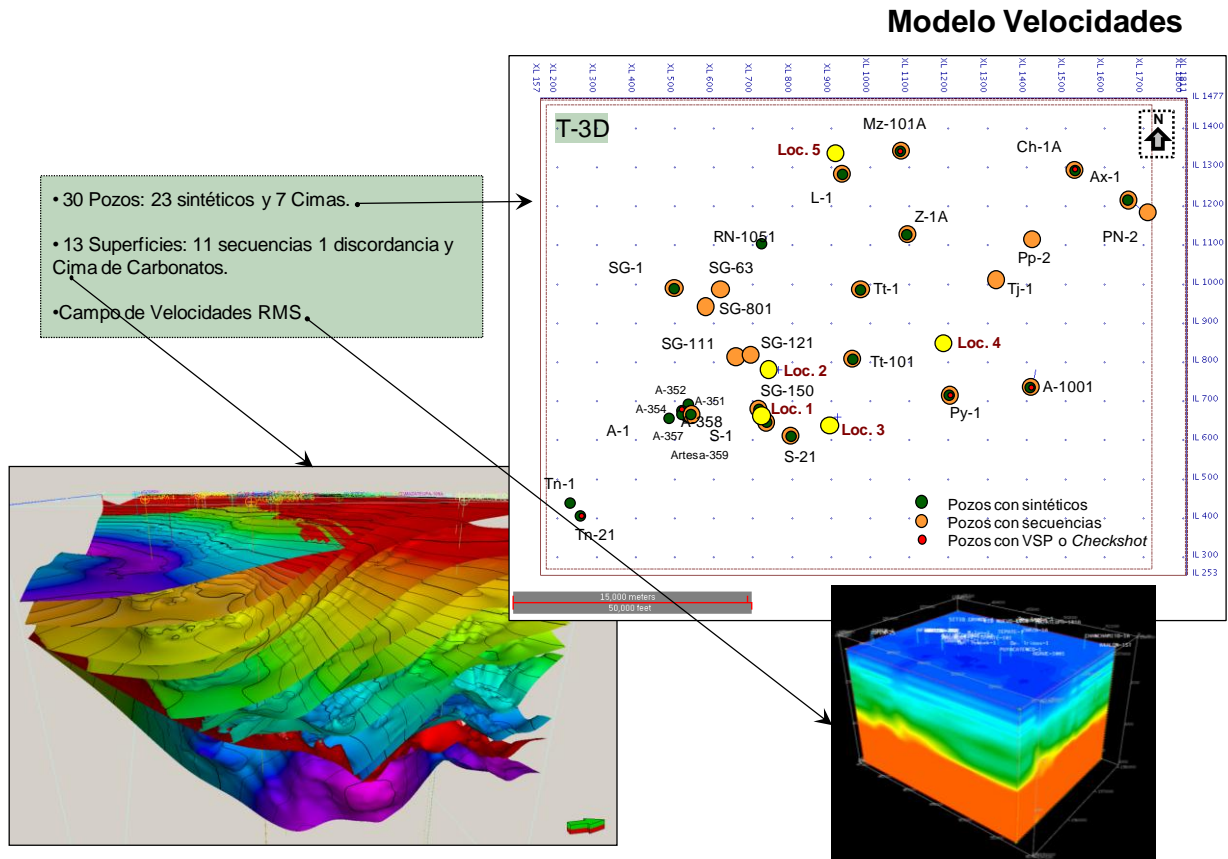 Modelo Velocidades
• 30 Pozos: 23 sintéticos y 7 Cimas.
• 13 Superficies: 11 secuencias 1 discordancia y
Cima de Carbonatos.
•Campo de Velocidades RMS
XL 157
XL 200
XL 300
XL 400
XL 500
XL 600
XL 700
XL 800
XL 900
XL 1000
XL 1100
XL 1200
XL 1300
XL 1400
XL 1500
XL 1600
XL 1700
XL 1800
XL 1811
IL 1477
IL 1400
IL 1300
IL 1200
IL 1100
IL 1000
IL 900
IL 800
IL 700
IL 600
IL 500
IL 400
IL 300
IL 253
T-3D
N
Mz-101A
Loc. 5
Ch-1A
Ax-1
L-1
Z-1A
RN-1051
PN-2
Pp-2
SG-1
SG-63
Tt-1
Tj-1
SG-801
SG-111
SG-121
Loc. 4
Loc. 2
Tt-101
A-352
A-351
SG-150
A-1001
A-354
Loc. 1
Py-1
A-358
A-1
A-357
S-1
Loc. 3
Artesa-359
S-21
Tn-1
Tn-21
Pozos con sintéticos
Pozos con secuencias
Pozos con VSP o Checkshot
15,000 meters
50,000 feet